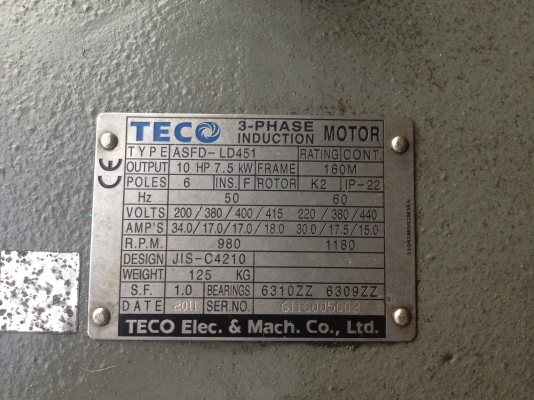 TECO 3-PHASE INDUCTION MOTOR
TYPE ASFD-LD451 RATING CONT
OUTPUT 10 HP 7.5 kW FRAME 160M
POLES 6 INS. F ROTOR K2 IP-22
Hz 50 60
VOLTS 200/380/400/415 220/380/440
AMP'S 34.0/17.0/17.0/18.0 30.0/17.5/15.0
R.P.M. 980 1180
DESIGN JIS-C4210
WEIGHT 125 KG
S.F. 1.0 BEARINGS 6310ZZ 6309ZZ
DATE 2011 SER.NO.
TECO Elec. & Mach. Co., Ltd.
CE